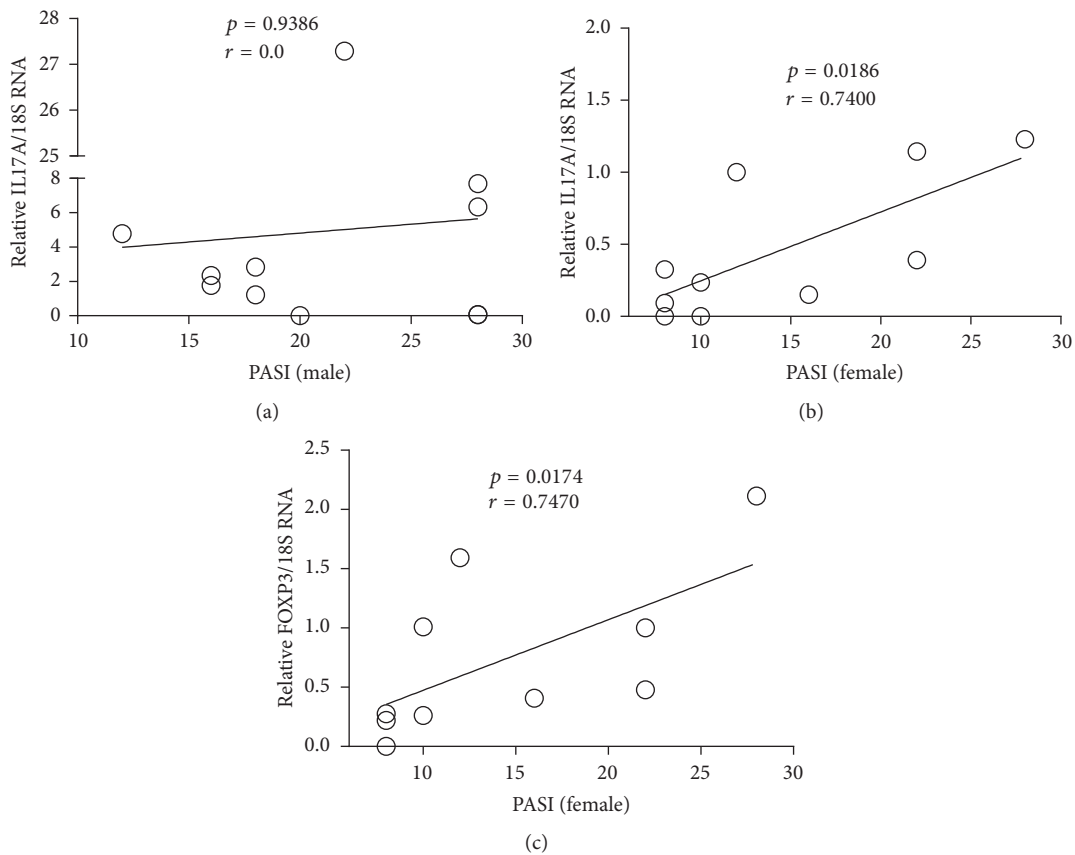 28
27
26
25
8
6
4
2
0
Relative IL17A/18S RNA
p = 0.9386
r = 0.0
10
15
20
25
30
PASI (male)
(a)
2.0
1.5
1.0
0.5
0.0
Relative IL17A/18S RNA
p = 0.0186
r = 0.7400
10
15
20
25
30
PASI (female)
(b)
2.5
2.0
1.5
1.0
0.5
0.0
Relative FOXP3/18S RNA
p = 0.0174
r = 0.7470
10
15
20
25
30
PASI (female)
(c)